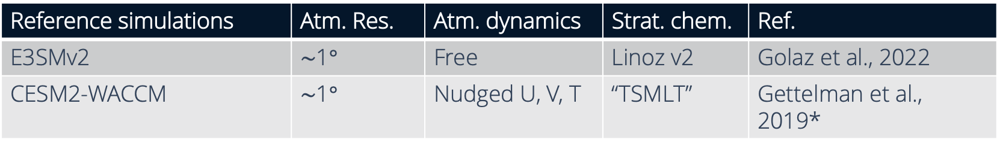 Reference simulations Atm. Res. Atm. dynamics Strat. chem. Ref.
E3SMv2 ~1° Free Linoz v2 Golaz et al., 2022
CESM2-WACCM ~1° Nudged U, V, T “TSMLT” Gettelman et al.,
2019*